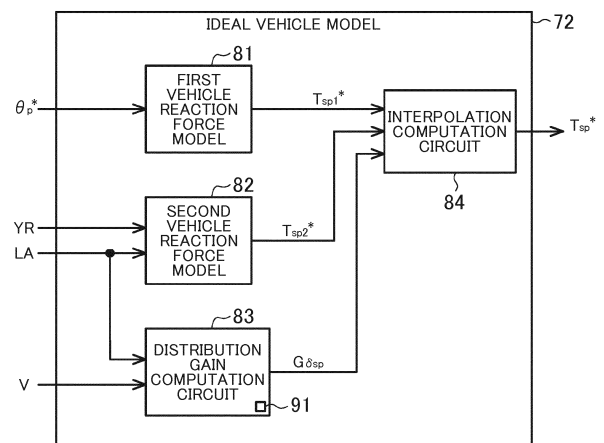 IDEAL VEHICLE MODEL
72
81
FIRST
VEHICLE
REACTION
FORCE
MODEL
θp*
Tsp1*
INTERPOLATION
COMPUTATION
CIRCUIT
84
Tsp*
82
SECOND
VEHICLE
REACTION
FORCE
MODEL
YR
LA
Tsp2*
83
DISTRIBUTION
GAIN
COMPUTATION
CIRCUIT
91
V
Gδsp